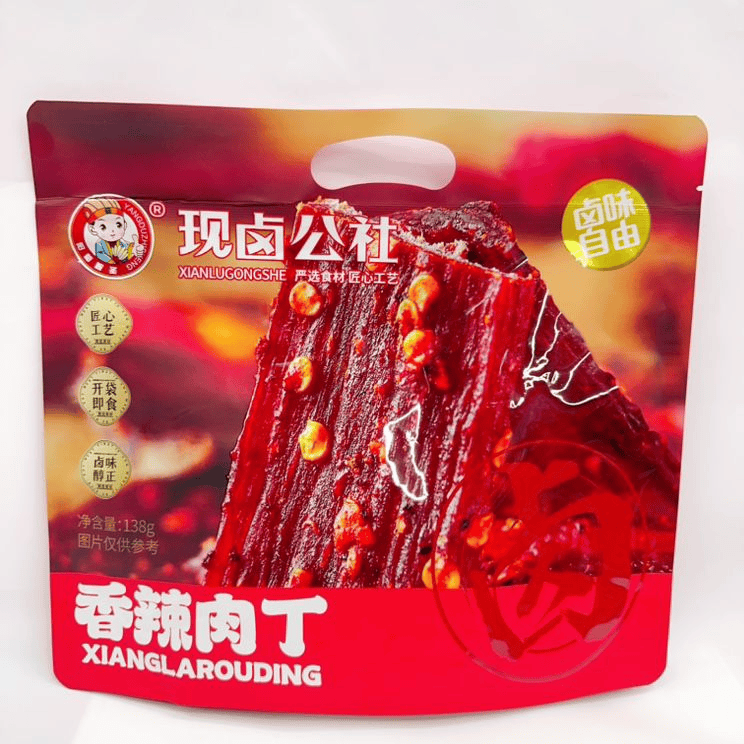 YANGDUZHENG
®
现卤公社
XIANLUGONGSHE 严选食材 匠心工艺
卤味
自由
匠心
工艺
开袋
即食
卤味
醇正
净含量:138g
图片仅供参考
香辣肉丁
XIANGLAROUDING